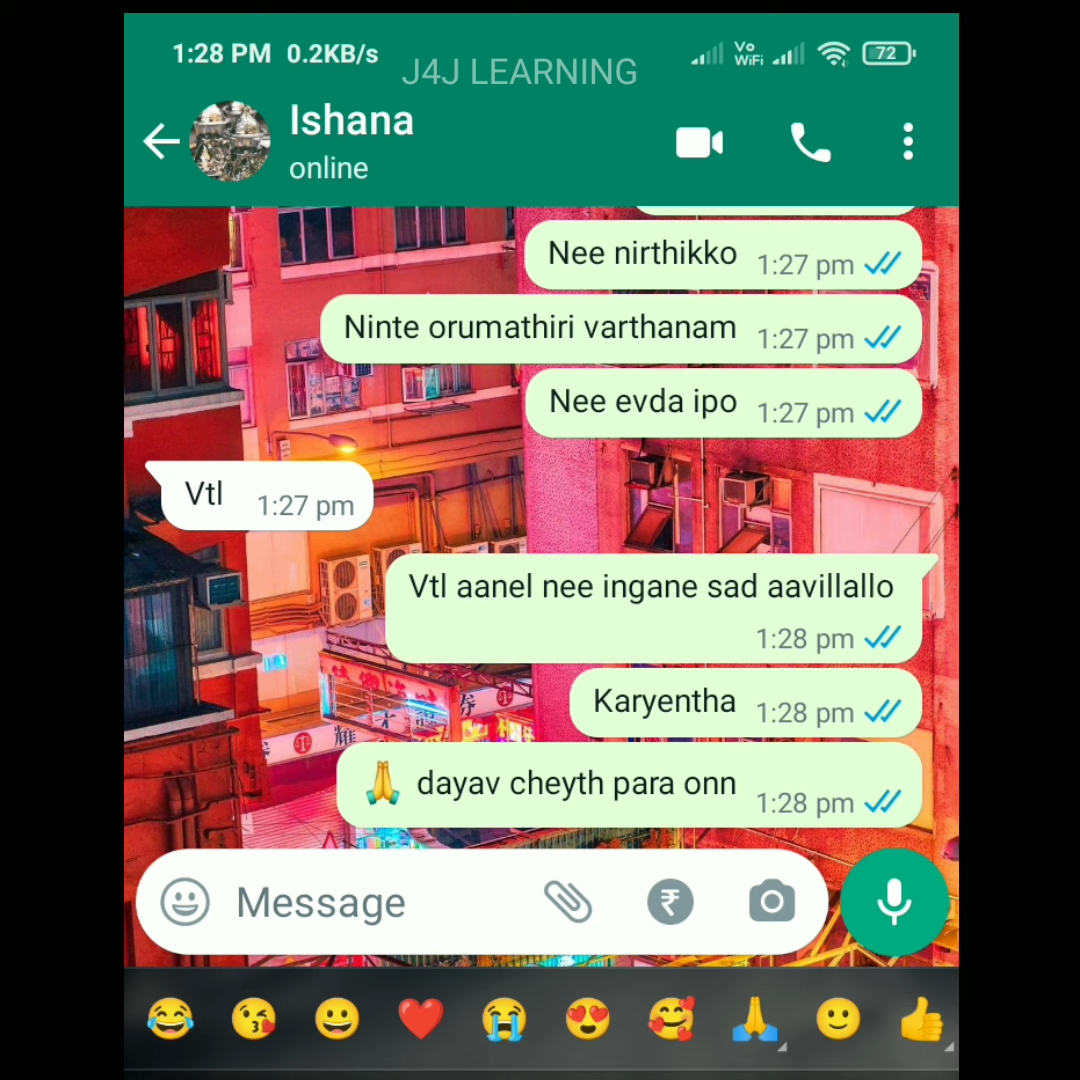 1:28 PM 0.2KB/s
Vo
WiFi
72
J4J LEARNING
Ishana
online
Nee nirthikko 1:27 pm
Ninte orumathiri varthanam 1:27 pm
Nee evda ipo 1:27 pm
Vtl 1:27 pm
Vtl aanel nee ingane sad aavillallo
1:28 pm
Karyentha 1:28 pm
🙏 dayav cheyth para onn 1:28 pm
Message